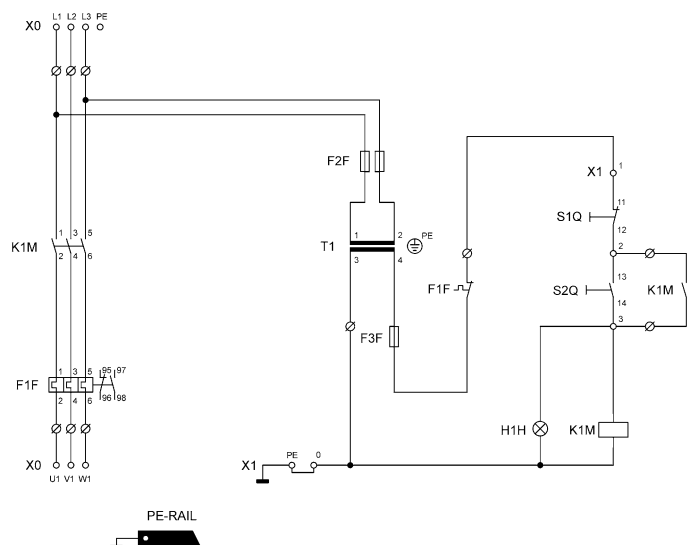 X0 L1 L2 L3 PE
F2F
X1 1
11
S1Q
12
K1M 1 3 5
2 4 6
T1 1 2 PE
3 4
2
13
F1F
S2Q K1M
14
F3F
3
F1F 1 3 5 95 97
2 4 6 96 98
H1H K1M
X0
U1 V1 W1
X1 PE 0
PE-RAIL